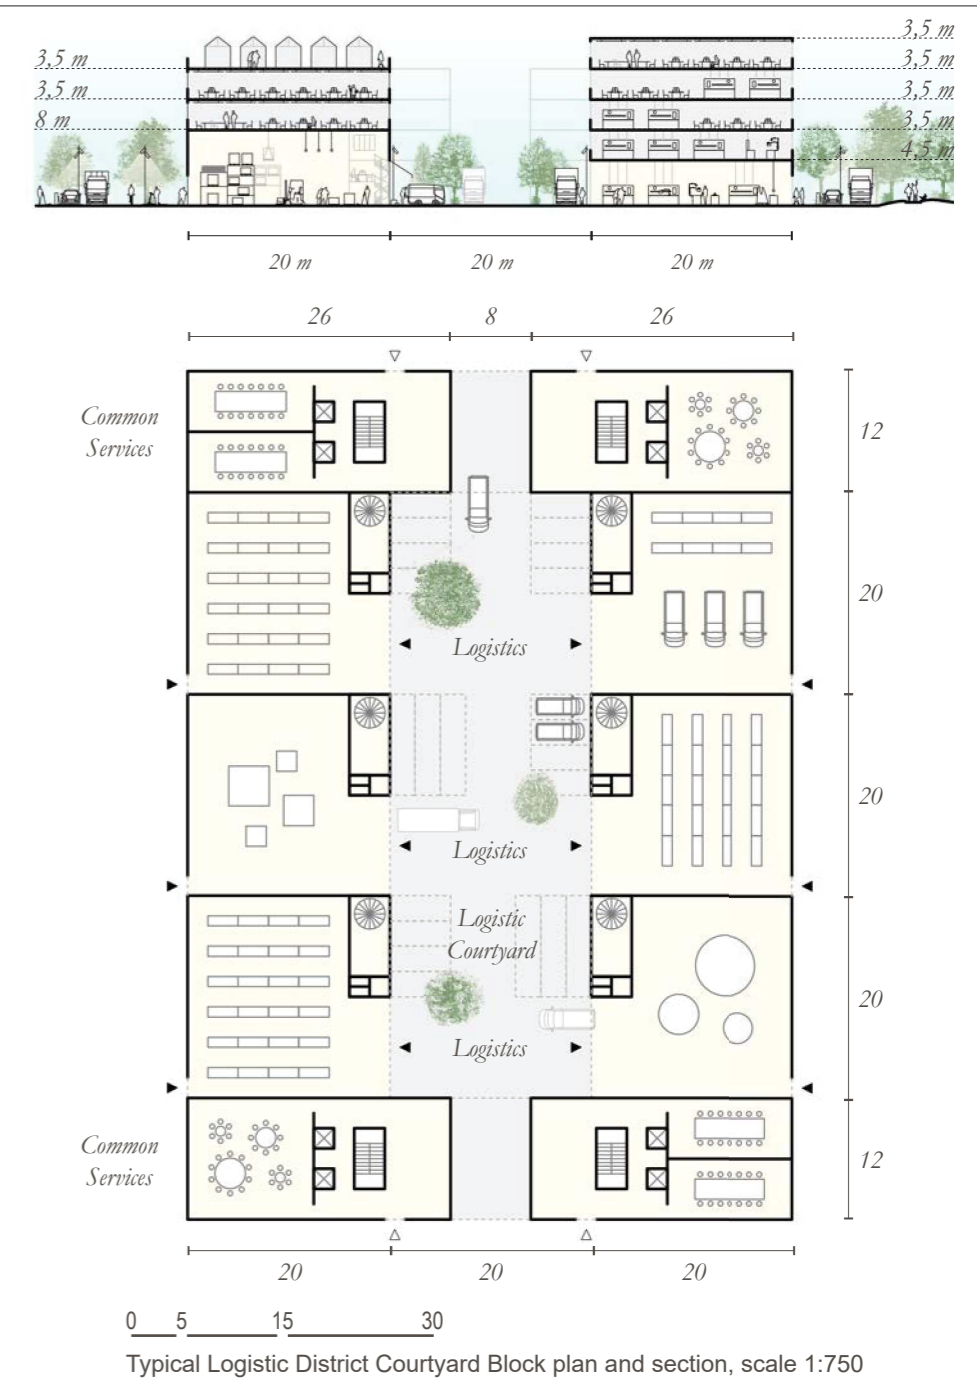 3,5 m
3,5 m
3,5 m
3,5 m
3,5 m
8 m
3,5 m
4,5 m
20 m 20 m 20 m
26 8 26
Common
Services
12
20
Logistics
20
Logistics
Logistic
Courtyard
20
Logistics
Common
Services
12
20 20 20
0 5 15 30
Typical Logistic District Courtyard Block plan and section, scale 1:750